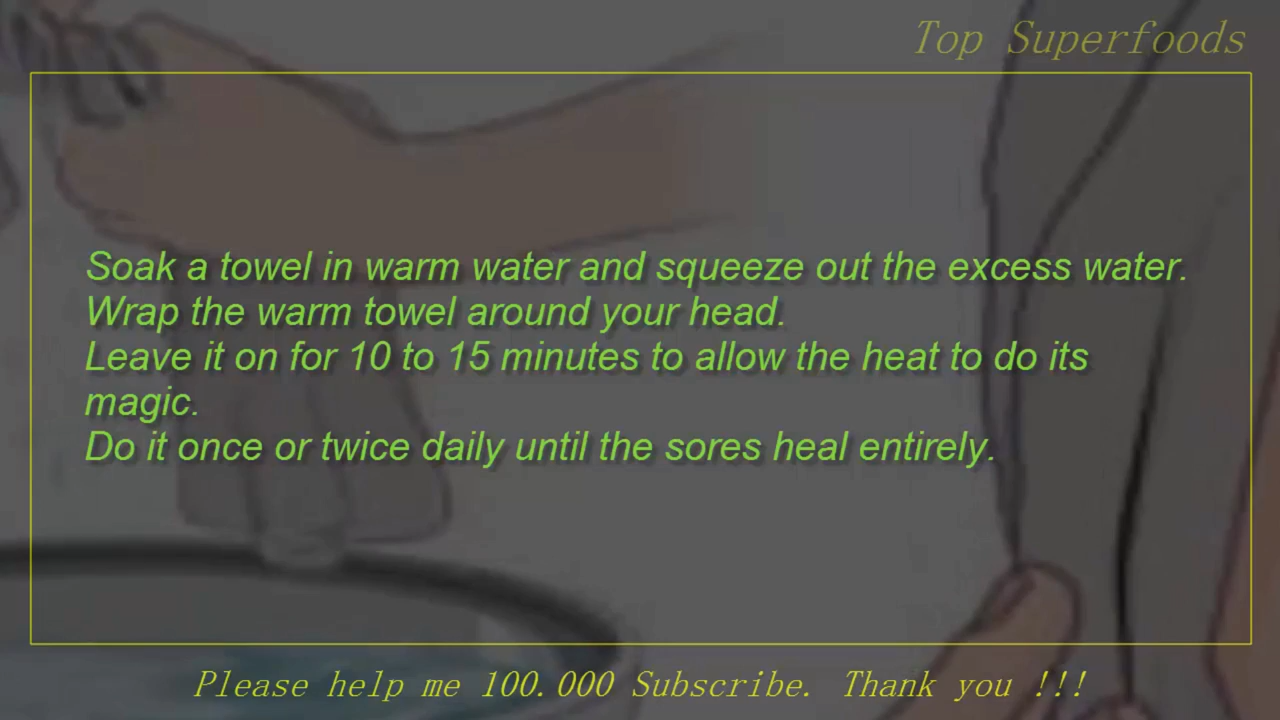 Top Superfoods
Soak a towel in warm water and squeeze out the excess water.
Wrap the warm towel around your head.
Leave it on for 10 to 15 minutes to allow the heat to do its
magic.
Do it once or twice daily until the sores heal entirely.
Please help me 100.000 Subscribe. Thank you !!!